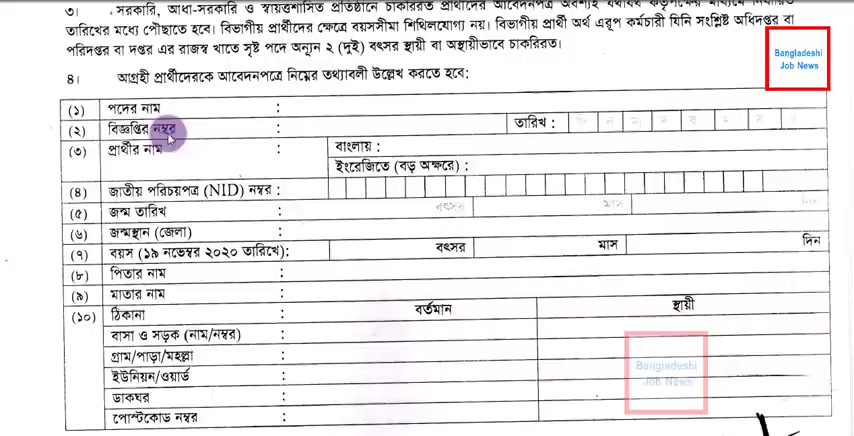 ৩। সরকারি, আধা-সরকারি ও স্বায়ত্তশাসিত প্রতিষ্ঠানে চাকরিরত প্রার্থীদের আবেদনপত্র অবশ্যই যথাযথ কর্তৃপক্ষের মাধ্যমে নির্ধারিত
তারিখের মধ্যে পৌছাতে হবে। বিভাগীয় প্রার্থীদের ক্ষেত্রে বয়সসীমা শিথিলযোগ্য নয়। বিভাগীয় প্রার্থী অর্থ এরূপ কর্মচারী যিনি সংশ্লিষ্ট অধিদপ্তর বা
পরিদপ্তর বা দপ্তর এর রাজস্ব খাতে সৃষ্ট পদে অন্যূন ২ (দুই) বৎসর স্থায়ী বা অস্থায়ীভাবে চাকরিরত।
Bangladeshi
Job News
৪। আগ্রহী প্রার্থীদেরকে আবেদনপত্রে নিম্নের তথ্যাবলী উল্লেখ করতে হবে:
(১) পদের নাম :
(২) বিজ্ঞপ্তির নম্বর : তারিখ : দি ন মা স ব ৎ স র
(৩) প্রার্থীর নাম : বাংলায় :
ইংরেজিতে (বড় অক্ষরে) :
(৪) জাতীয় পরিচয়পত্র (NID) নম্বর :
(৫) জন্ম তারিখ : বৎসর মাস দিন
(৬) জন্মস্থান (জেলা) :
(৭) বয়স (১৯ নভেম্বর ২০২০ তারিখে): বৎসর মাস দিন
(৮) পিতার নাম :
(৯) মাতার নাম :
(১০) ঠিকানা : বর্তমান স্থায়ী
বাসা ও সড়ক (নাম/নম্বর) :
গ্রাম/পাড়া/মহল্লা :
ইউনিয়ন/ওয়ার্ড :
ডাকঘর :
পোস্টকোড নম্বর :
Bangladeshi
Job News